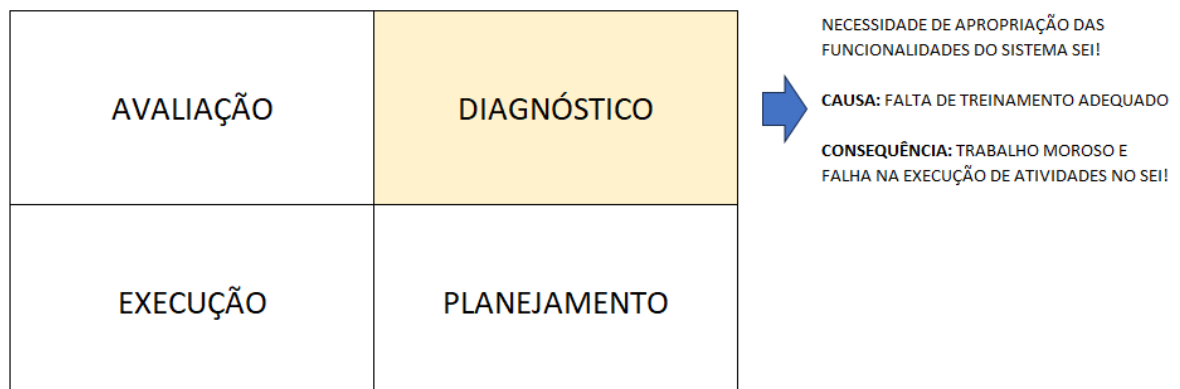 AVALIAÇÃO
DIAGNÓSTICO
NECESSIDADE DE APROPRIAÇÃO DAS
FUNCIONALIDADES DO SISTEMA SEI!
CAUSA: FALTA DE TREINAMENTO ADEQUADO
CONSEQUÊNCIA: TRABALHO MOROSO E
FALHA NA EXECUÇÃO DE ATIVIDADES NO SEI!
EXECUÇÃO
PLANEJAMENTO